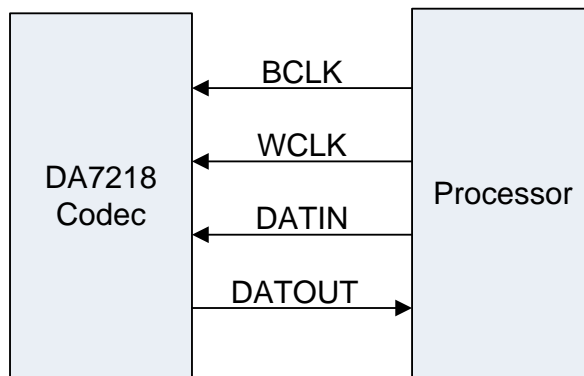 BCLK
WCLK
DA7218
Codec
Processor
DATIN
DATOUT